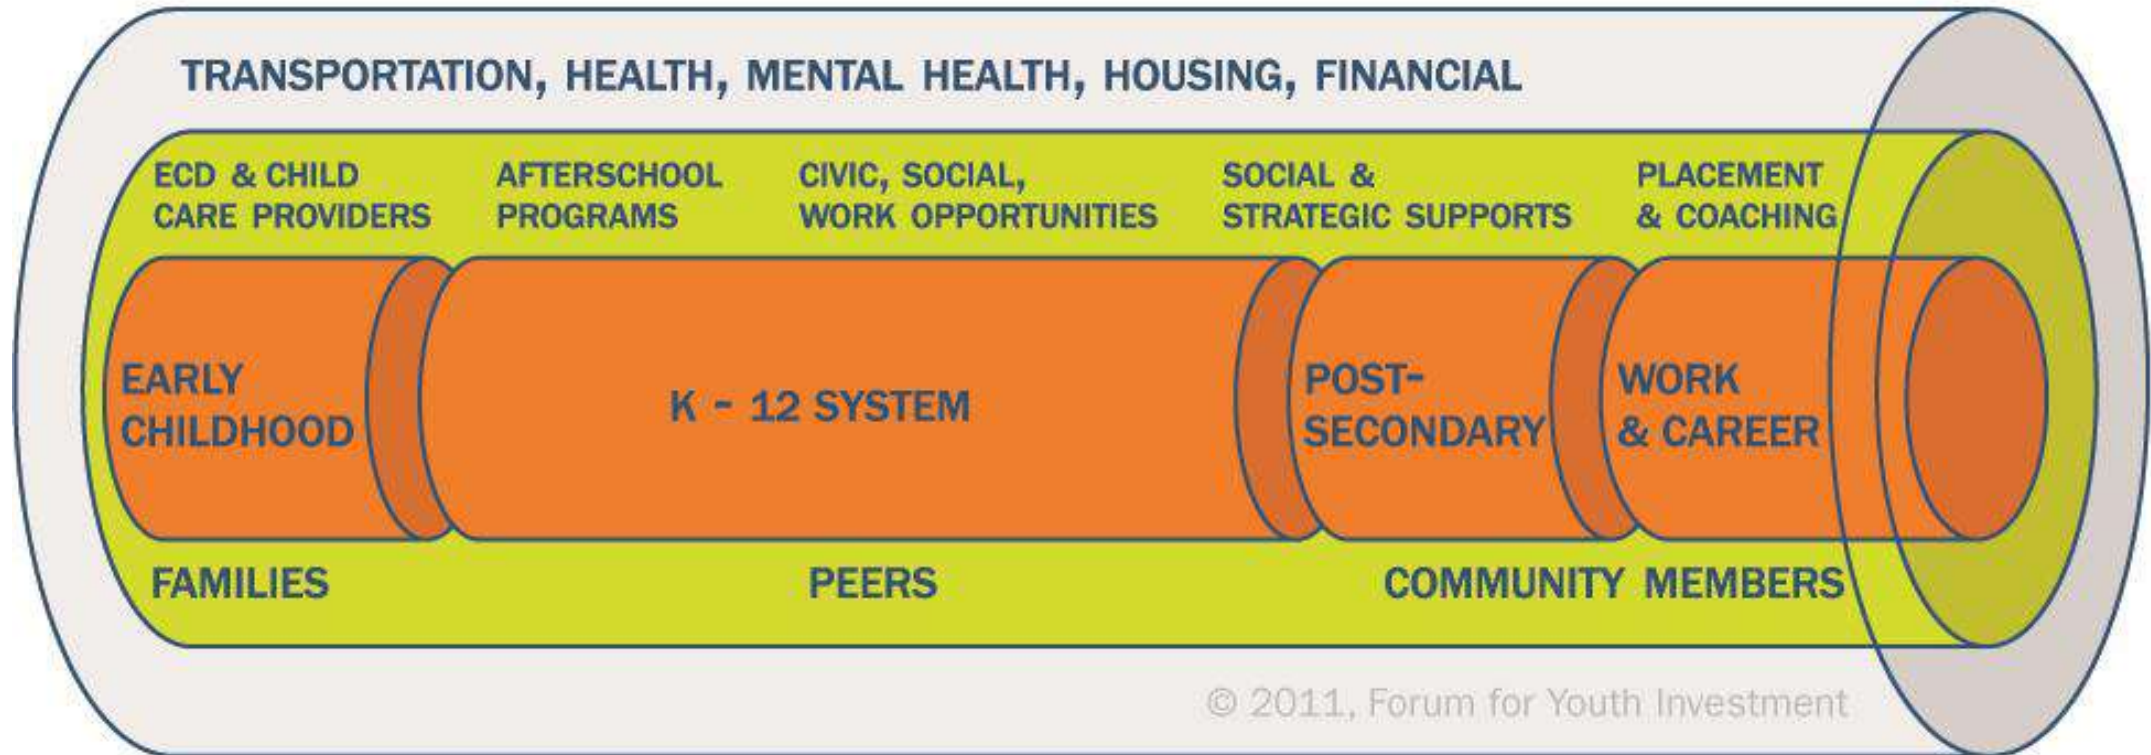 TRANSPORTATION, HEALTH, MENTAL HEALTH, HOUSING, FINANCIAL
ECD & CHILD
CARE PROVIDERS
AFTERSCHOOL
PROGRAMS
CIVIC, SOCIAL,
WORK OPPORTUNITIES
SOCIAL &
STRATEGIC SUPPORTS
PLACEMENT
& COACHING
EARLY
CHILDHOOD
K - 12 SYSTEM
POST-
SECONDARY
WORK
& CAREER
FAMILIES
PEERS
COMMUNITY MEMBERS
© 2011, Forum for Youth Investment